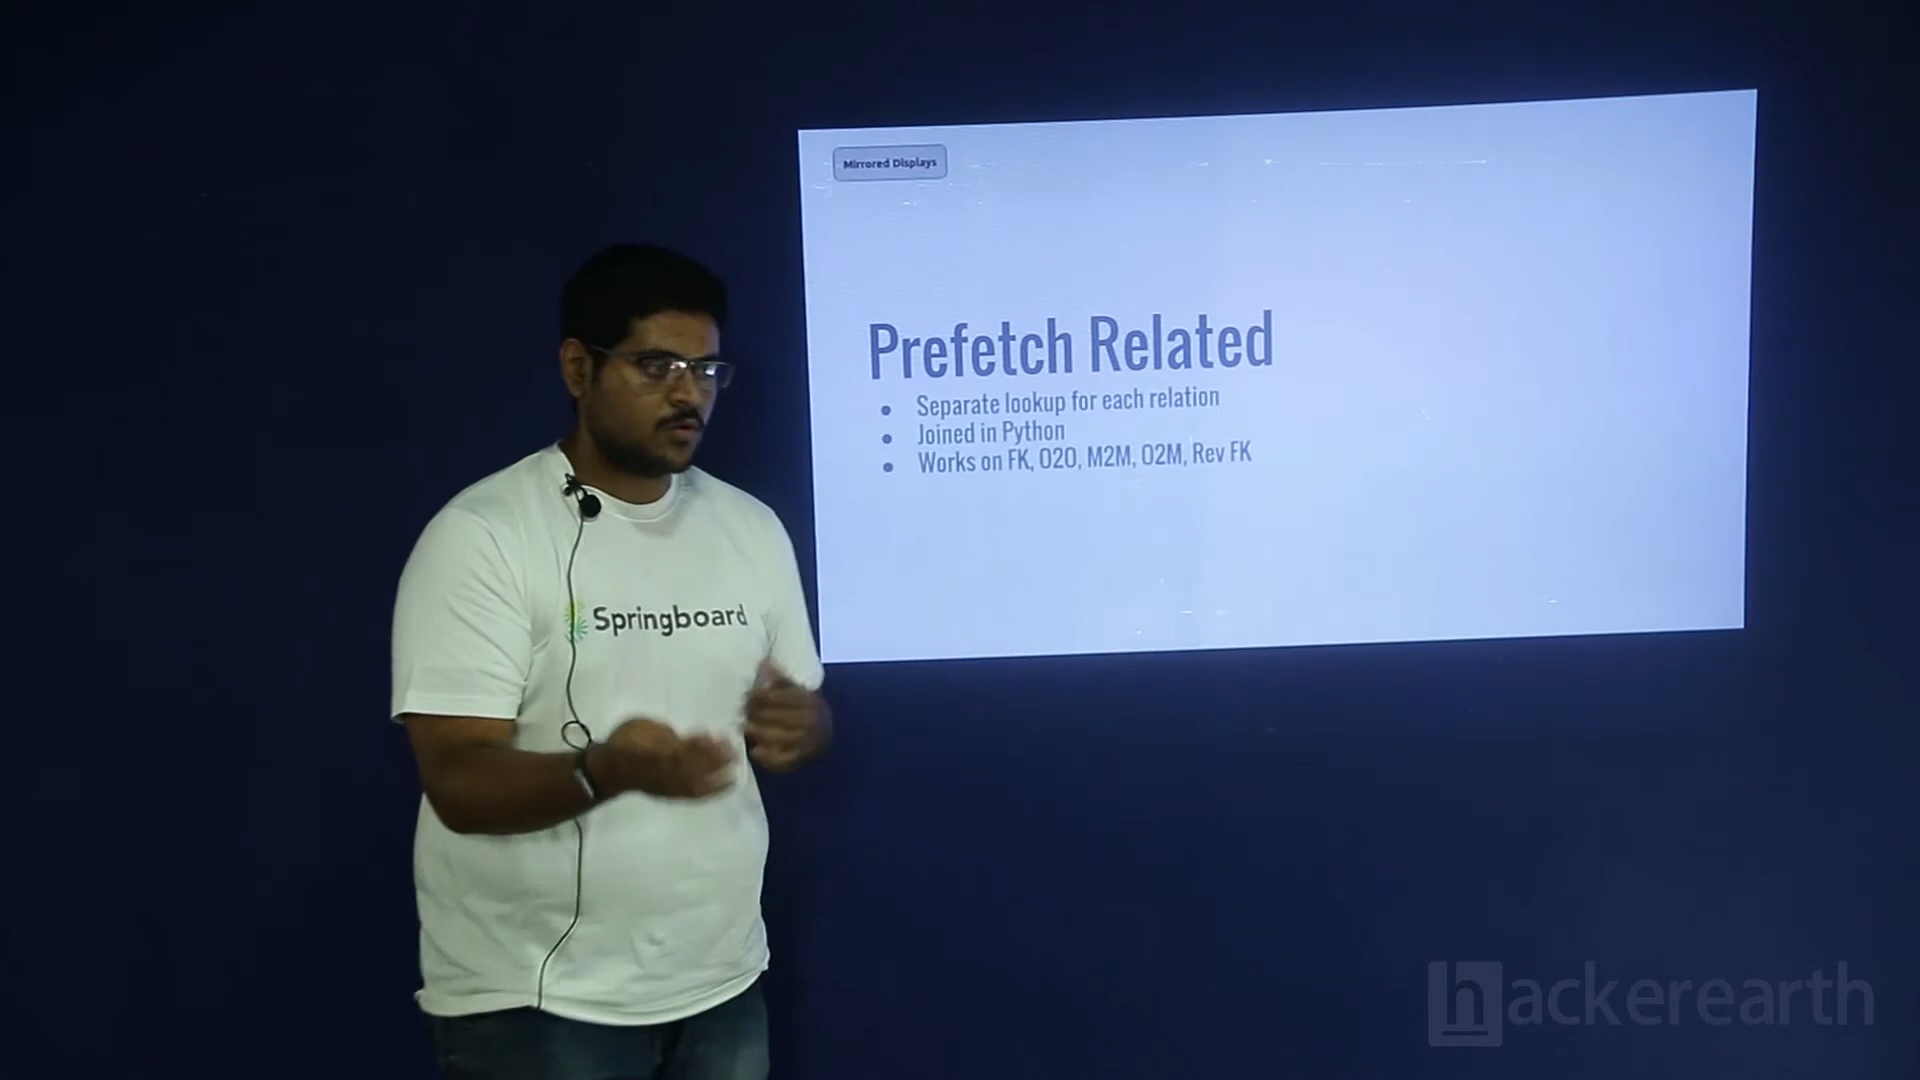 Mirrored Displays
Prefetch Related
• Separate lookup for each relation
• Joined in Python
• Works on FK, O2O, M2M, O2M, Rev FK
Springboard
hackerearth